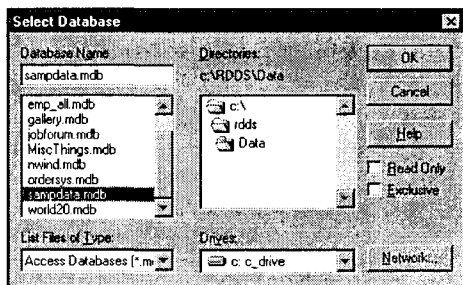 Select Database
Database Name
sampdata.mdb
emp_all.mdb
gallery.mdb
jobforum.mdb
MiscThings.mdb
nwind.mdb
ordersys.mdb
sampdata.mdb
world20.mdb
List Files of Type:
Access Databases (*.m
Directories:
c:\RDDS\Data
c:\
rdds
Data
Drives:
c: c_drive
OK
Cancel
Help
Read Only
Exclusive
Network...